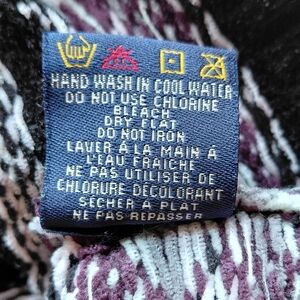 HAND WASH IN COOL WATER
DO NOT USE CHLORINE
BLEACH
DRY FLAT
DO NOT IRON
LAVER À LA MAIN À
L'EAU FRAICHE
NE PAS UTILISER DE
CHLORURE DÉCOLORANT
SÉCHER À PLAT
NE PAS REPASSER